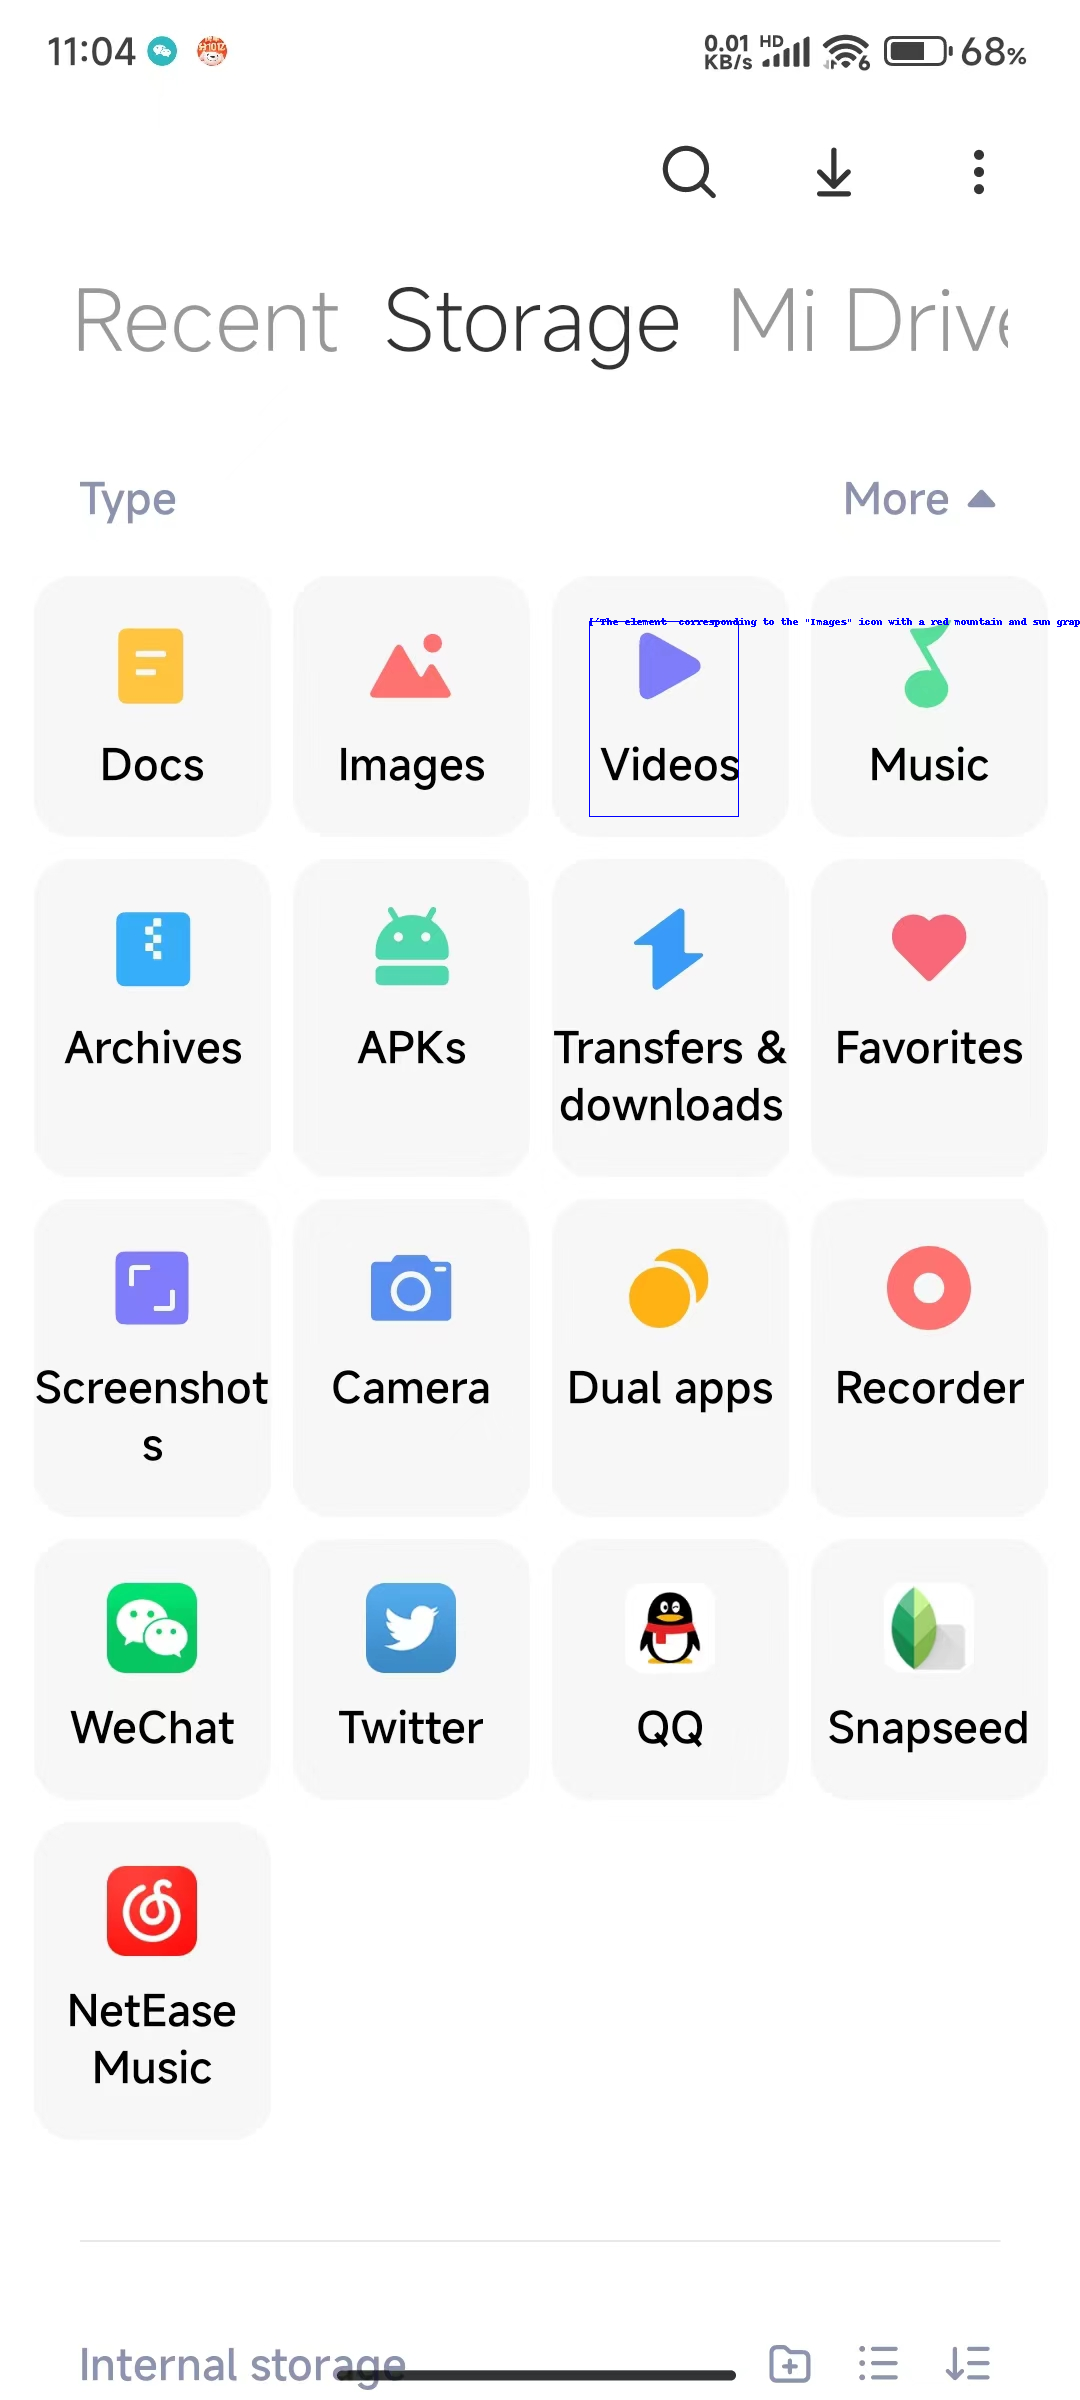 11:04 0.01 KB/s HD 6 68%
Recent Storage Mi Drive
Type More
['The element corresponding to the "Images" icon with a red mountain and sun grap
Docs Images Videos Music
Archives APKs Transfers & downloads Favorites
Screenshots Camera Dual apps Recorder
WeChat Twitter QQ Snapseed
NetEase
Music
Internal storage